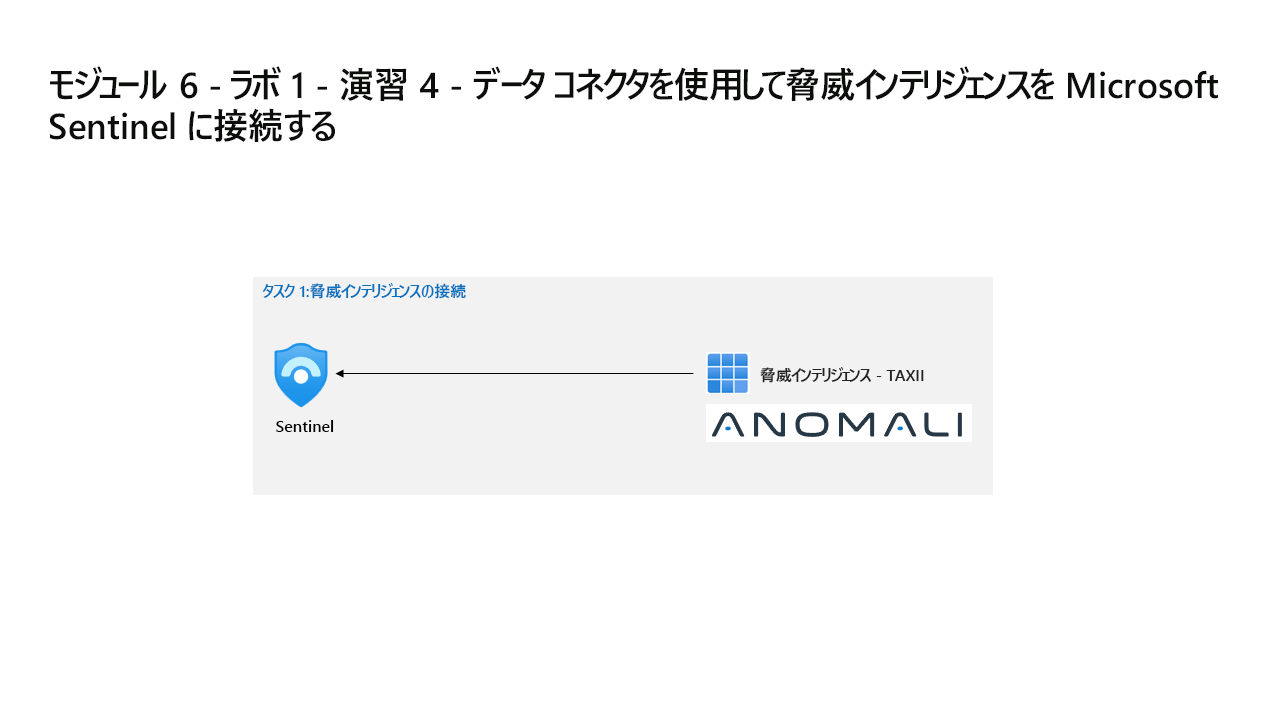 モジュール 6 - ラボ 1 - 演習 4 - データ コネクタを使用して脅威インテリジェンスを Microsoft
Sentinel に接続する
タスク 1:脅威インテリジェンスの接続
脅威インテリジェンス - TAXII
ANOMALI
Sentinel